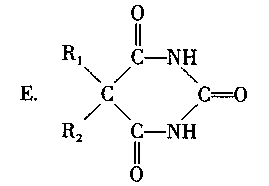 O
R₁ C—NH
E. C C=O
R₂ C—NH
O